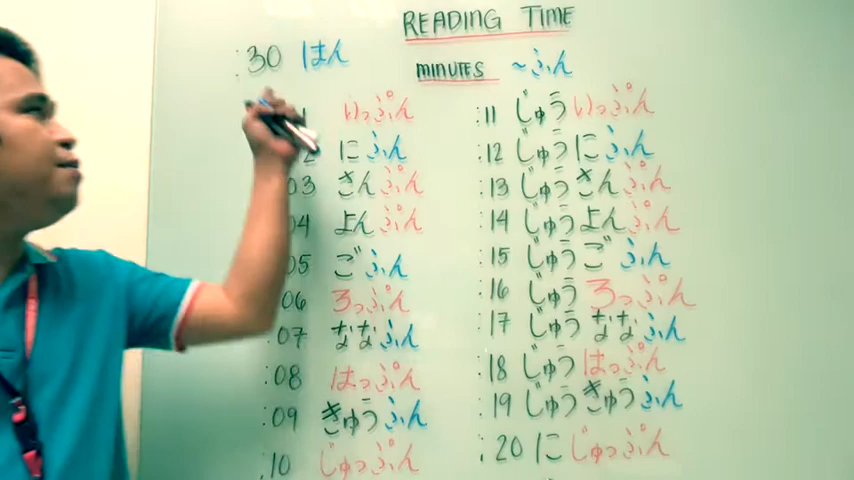 READING TIME
:30 はん
MINUTES ~ふん
いっぷん
2 にふん
03 さんぷん
04 よんぷん
05 ごふん
06 ろっぷん
:07 ななふん
:08 はっぷん
:09 きゅうふん
:10 じゅっぷん
:11 じゅういっぷん
:12 じゅうにふん
:13 じゅうさんぷん
:14 じゅうよんぷん
:15 じゅうごふん
:16 じゅうろっぷん
:17 じゅうななふん
:18 じゅうはっぷん
:19 じゅうきゅうふん
:20 にじゅっぷん